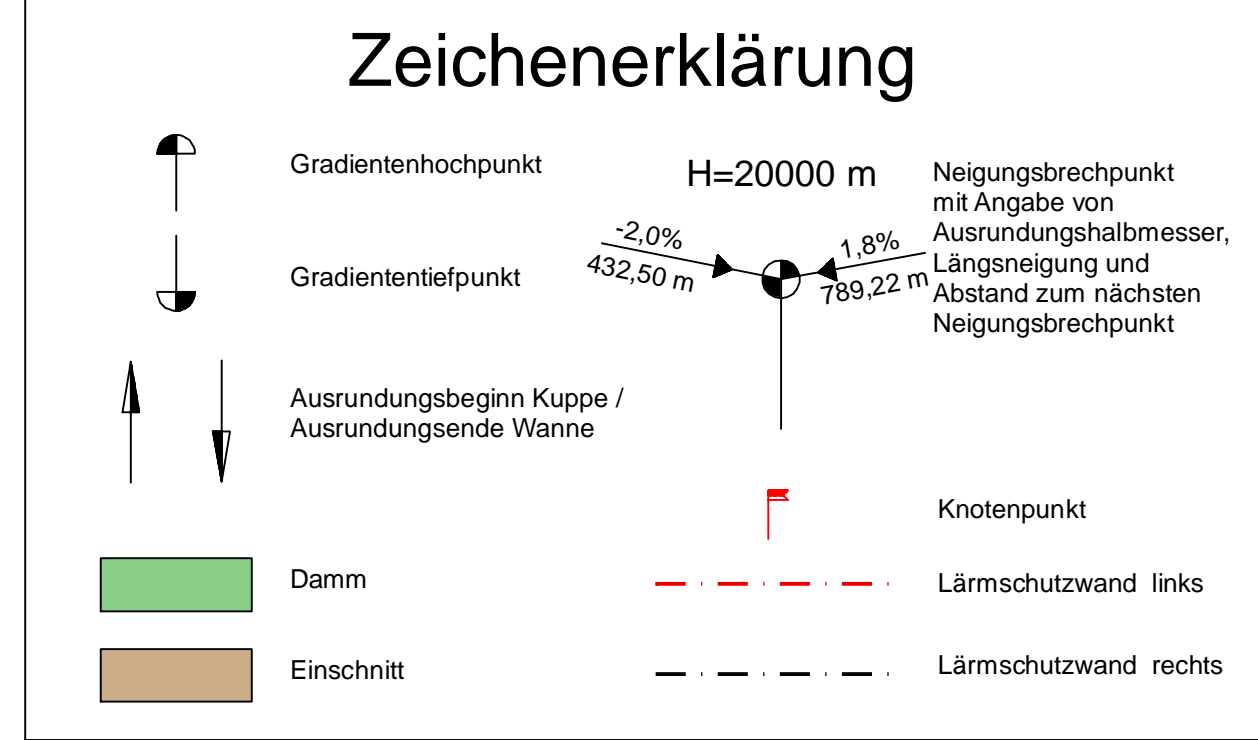 Zeichenerklärung
Gradientenhochpunkt
Gradiententiefpunkt
Ausrundungsbeginn Kuppe /
Ausrundungsende Wanne
Damm
Einschnitt
H=20000 m
-2,0%
432,50 m
1,8%
789,22 m
Neigungsbrechpunkt
mit Angabe von
Ausrundungshalbmesser,
Längsneigung und
Abstand zum nächsten
Neigungsbrechpunkt
Knotenpunkt
Lärmschutzwand links
Lärmschutzwand rechts